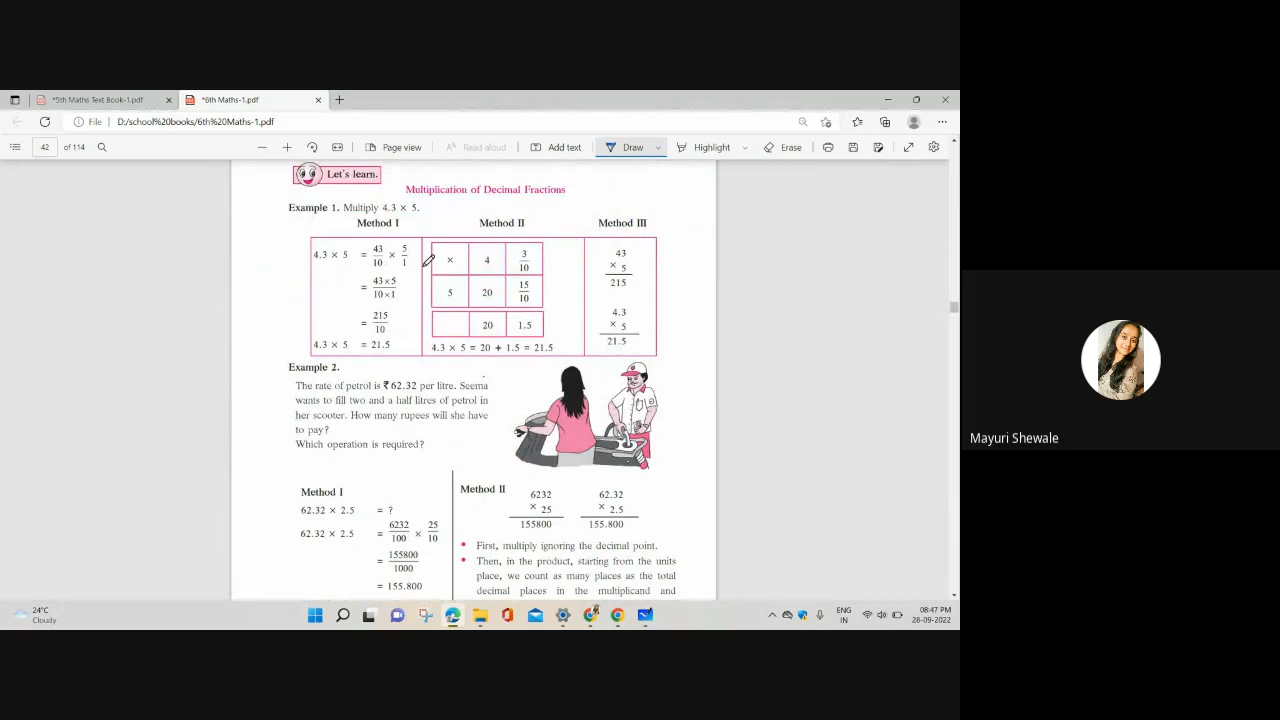 *5th Maths Text Book-1.pdf
*6th Maths-1.pdf
File D:/school%20books/6th%20Maths-1.pdf
42 of 114 Page view Read aloud Add text Draw Highlight Erase
Let's learn.
Multiplication of Decimal Fractions
Example 1. Multiply 4.3 × 5.
Method I Method II Method III
4.3 × 5 = 43/10 × 5/1
= 43×5/10×1
= 215/10
4.3 × 5 = 21.5
× 4 3/10
5 20 15/10
20 1.5
4.3 × 5 = 20 + 1.5 = 21.5
43
× 5
215
4.3
× 5
21.5
Example 2.
The rate of petrol is ₹ 62.32 per litre. Seema
wants to fill two and a half litres of petrol in
her scooter. How many rupees will she have
to pay?
Which operation is required?
Method I
62.32 × 2.5 = ?
62.32 × 2.5 = 6232/100 × 25/10
= 155800/1000
= 155.800
Method II
6232 62.32
× 25 × 2.5
155800 155.800
• First, multiply ignoring the decimal point.
• Then, in the product, starting from the units
place, we count as many places as the total
decimal places in the multiplicand and
Mayuri Shewale
24°C
Cloudy
ENG
IN
08:47 PM
28-09-2022